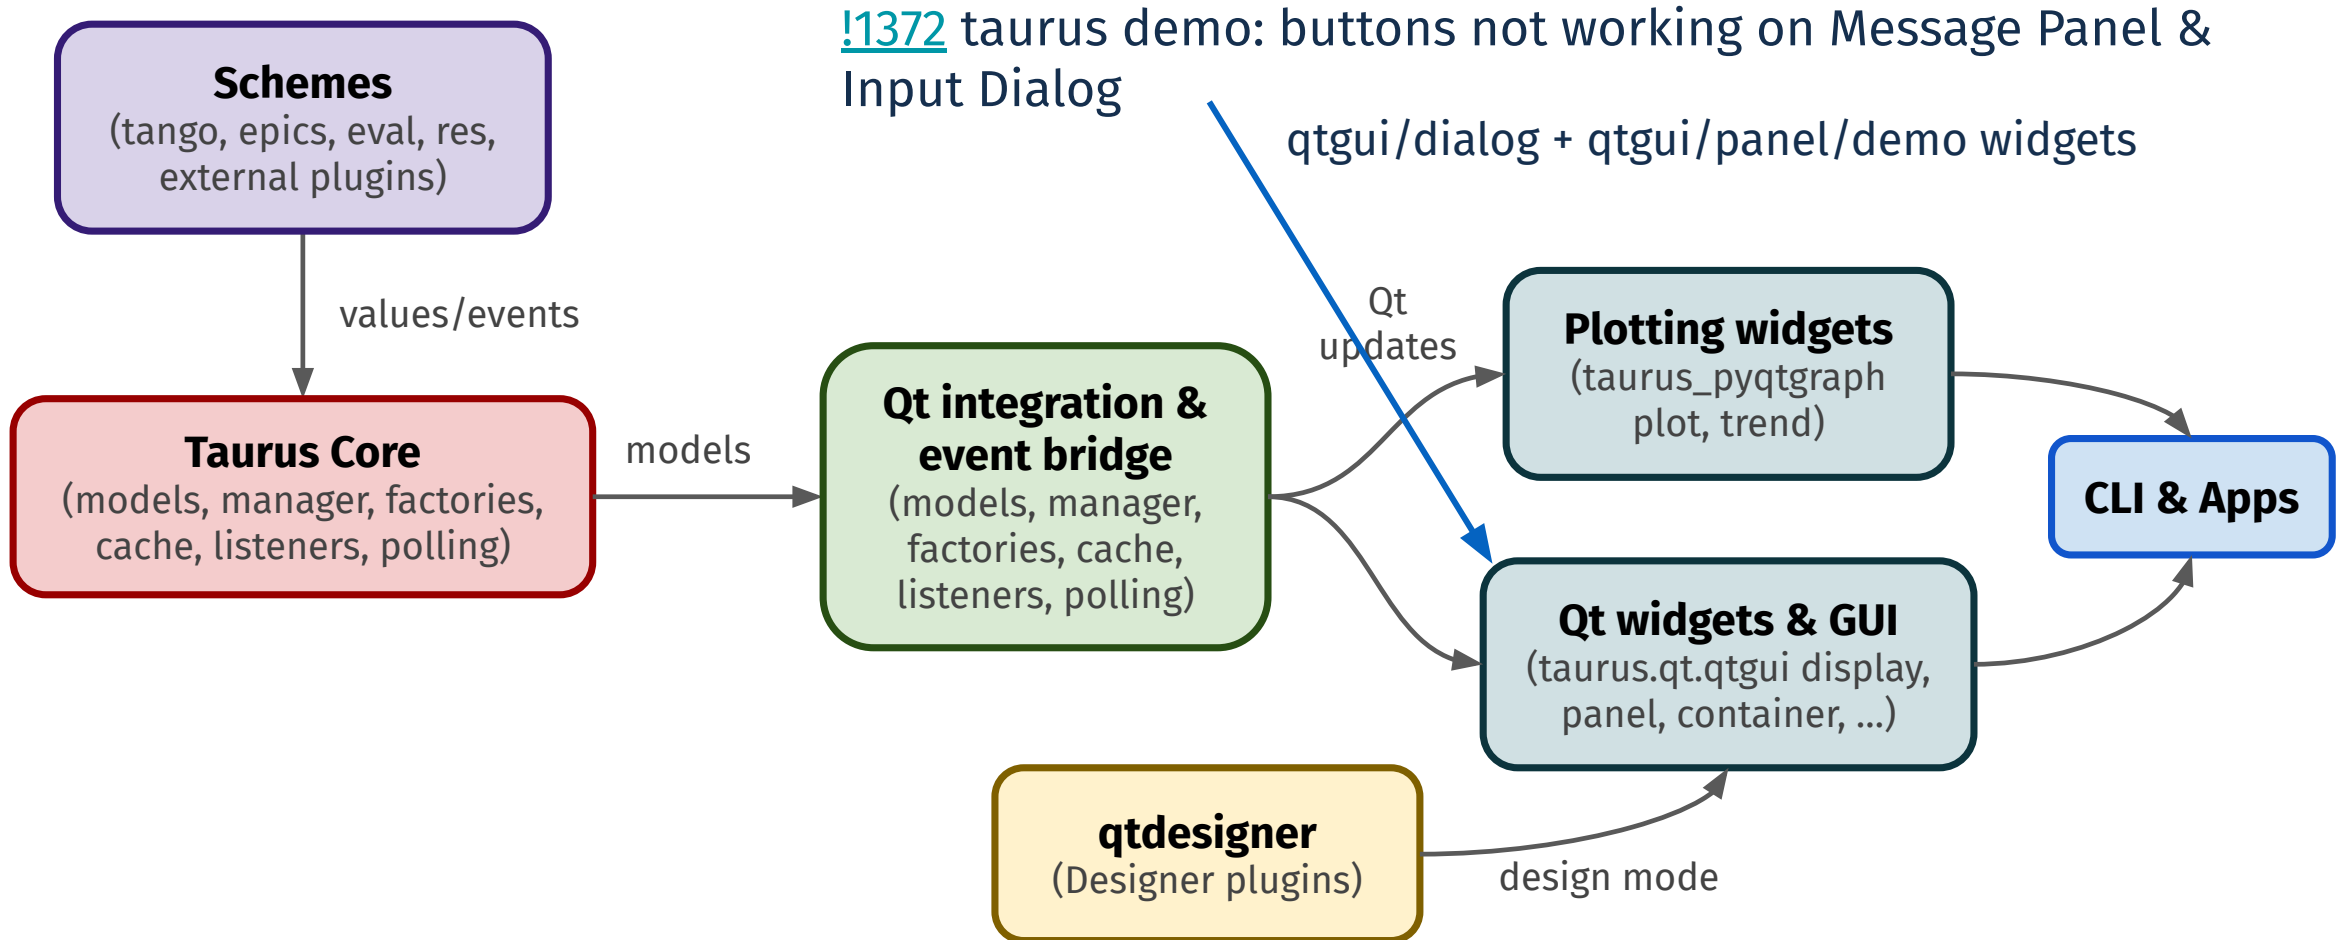 !1372 taurus demo: buttons not working on Message Panel &
Input Dialog
qtgui/dialog + qtgui/panel/demo widgets
Schemes
(tango, epics, eval, res,
external plugins)
values/events
Taurus Core
(models, manager, factories,
cache, listeners, polling)
models
Qt integration &
event bridge
(models, manager,
factories, cache,
listeners, polling)
Qt
updates
Plotting widgets
(taurus_pyqtgraph
plot, trend)
CLI & Apps
Qt widgets & GUI
(taurus.qt.qtgui display,
panel, container, ...)
qtdesigner
(Designer plugins)
design mode